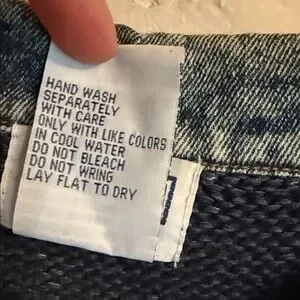 HAND WASH
SEPARATELY
WITH CARE
ONLY WITH LIKE COLORS
IN COOL WATER
DO NOT BLEACH
DO NOT WRING
LAY FLAT TO DRY